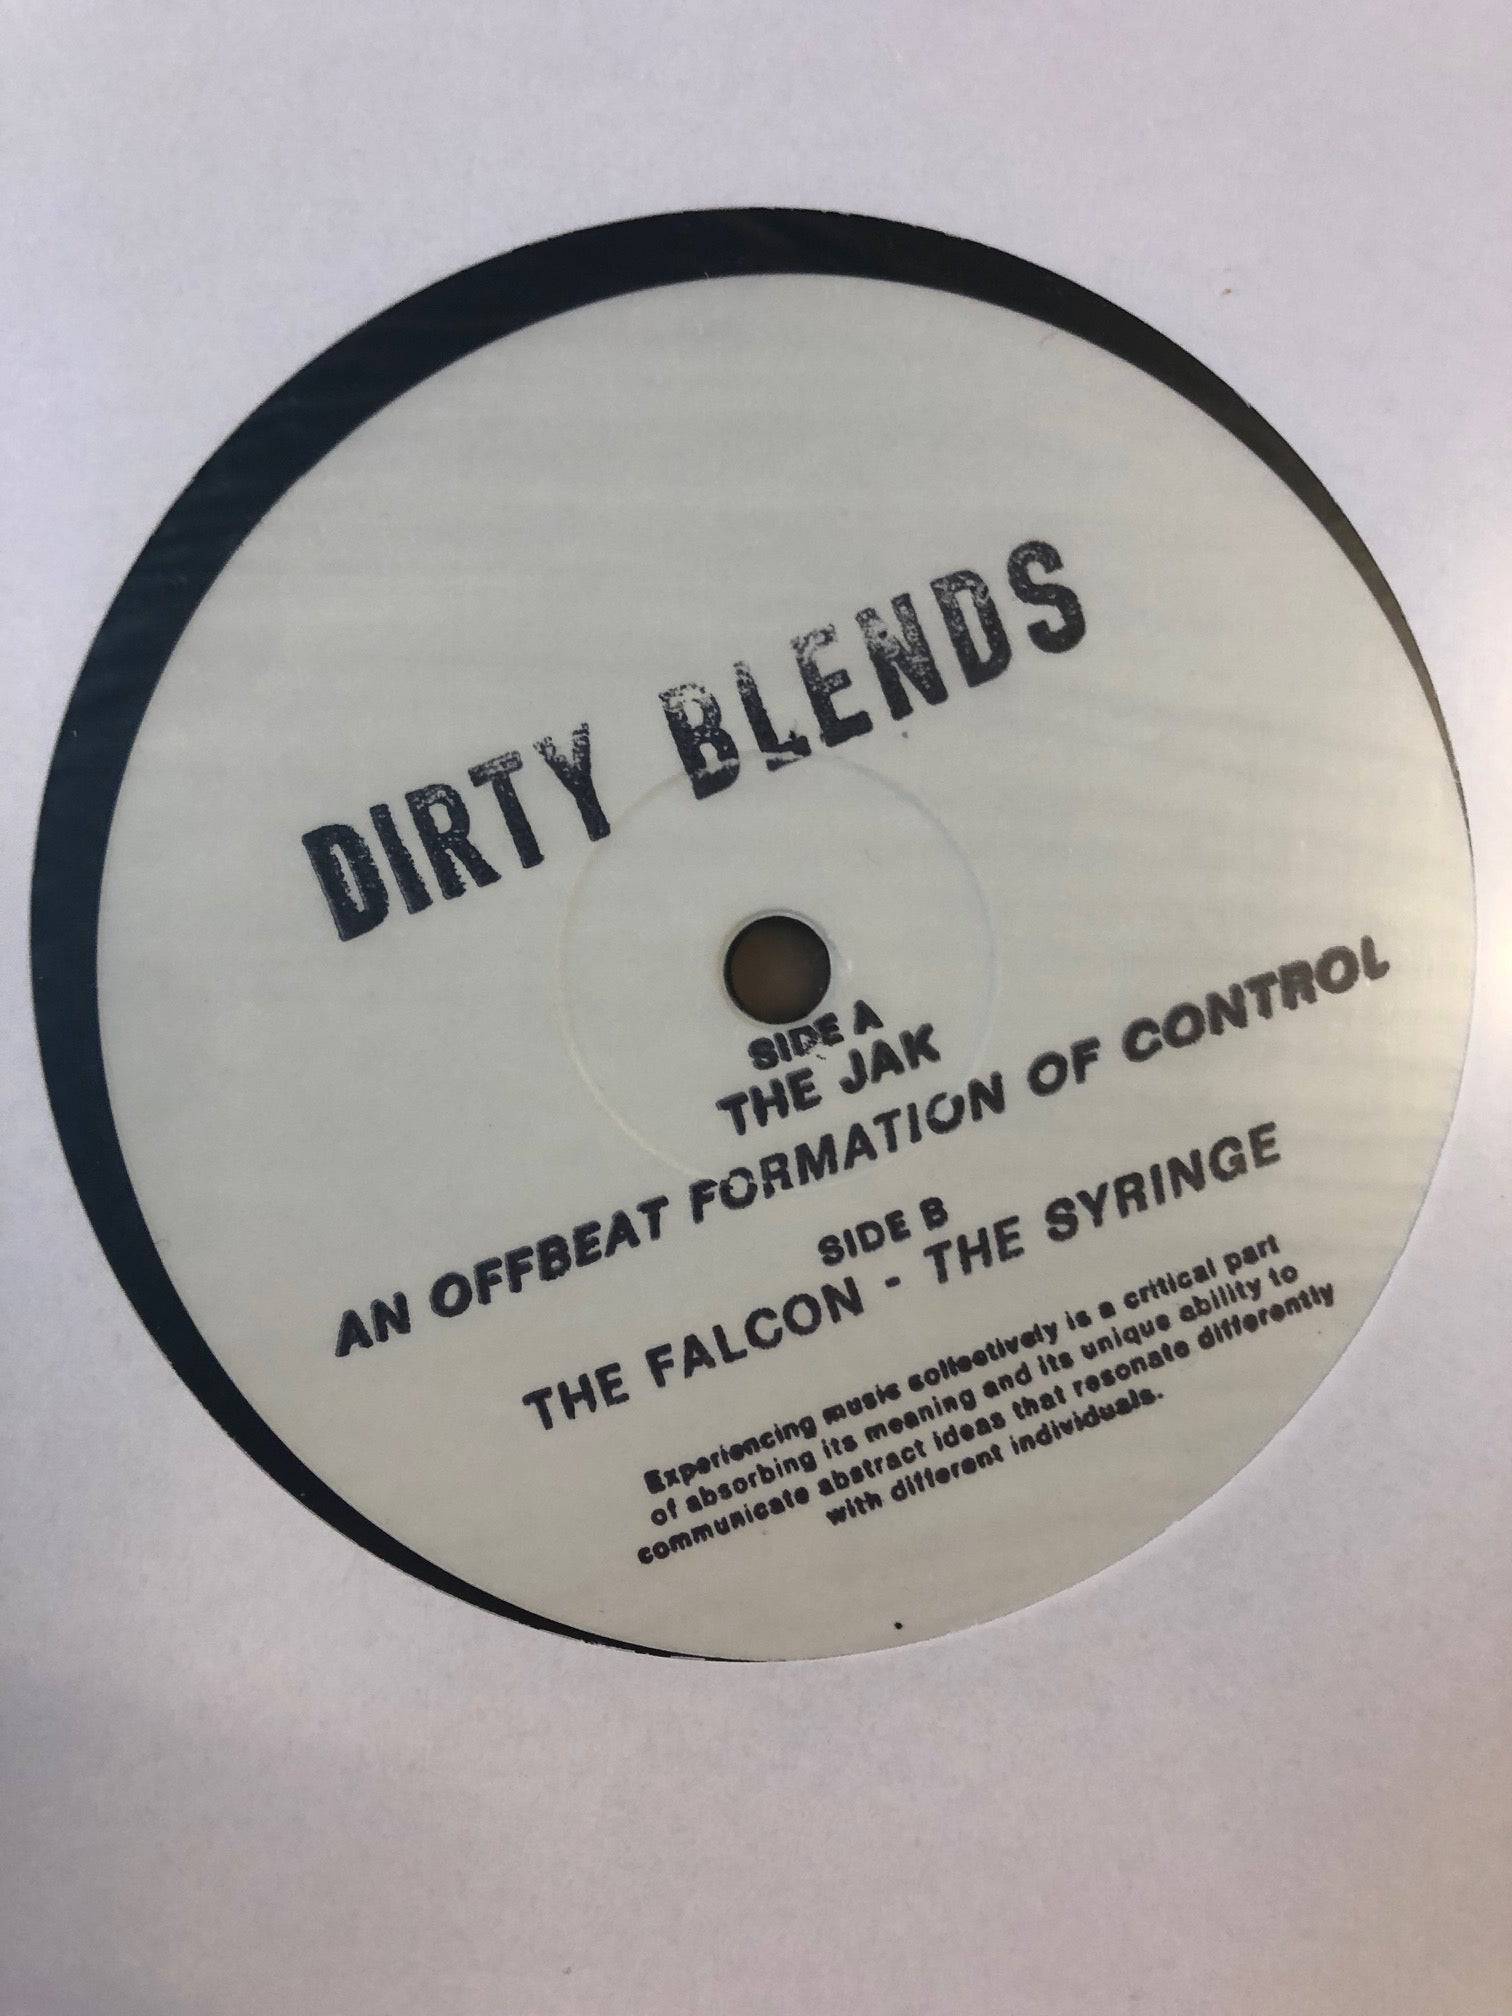 DIRTY BLENDS
SIDE A
THE JAK
AN OFFBEAT FORMATION OF CONTROL
SIDE B
THE FALCON - THE SYRINGE
Experiencing music collectively is a critical part
of absorbing its meaning and its unique ability to
communicate abstract ideas that resonate differently
with different individuals.